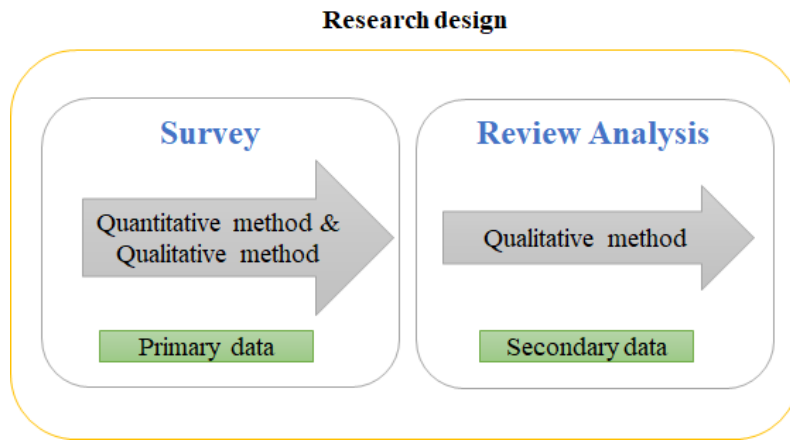 Research design
Survey
Quantitative method &
Qualitative method
Primary data
Review Analysis
Qualitative method
Secondary data